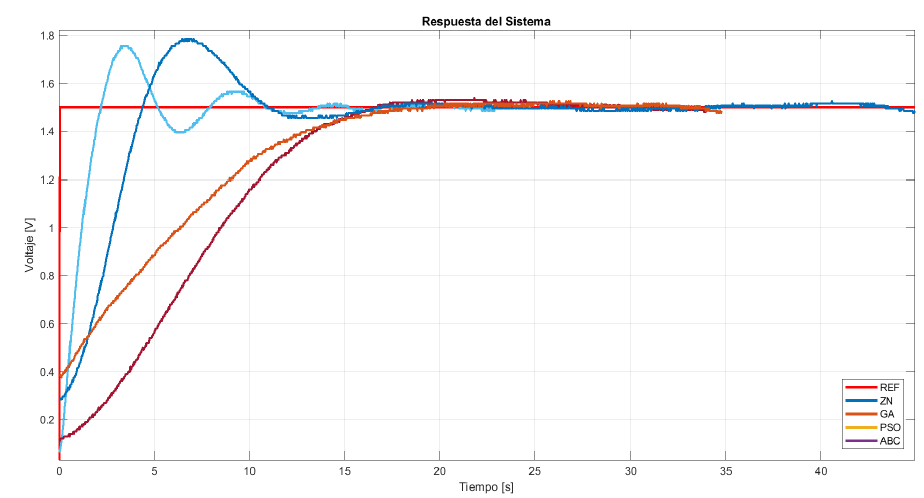 Respuesta del Sistema
1.8
1.6
1.4
1.2
1
0.8
0.6
0.4
0.2
Voltaje [V]
0 5 10 15 20 25 30 35 40
Tiempo [s]
REF
ZN
GA
PSO
ABC